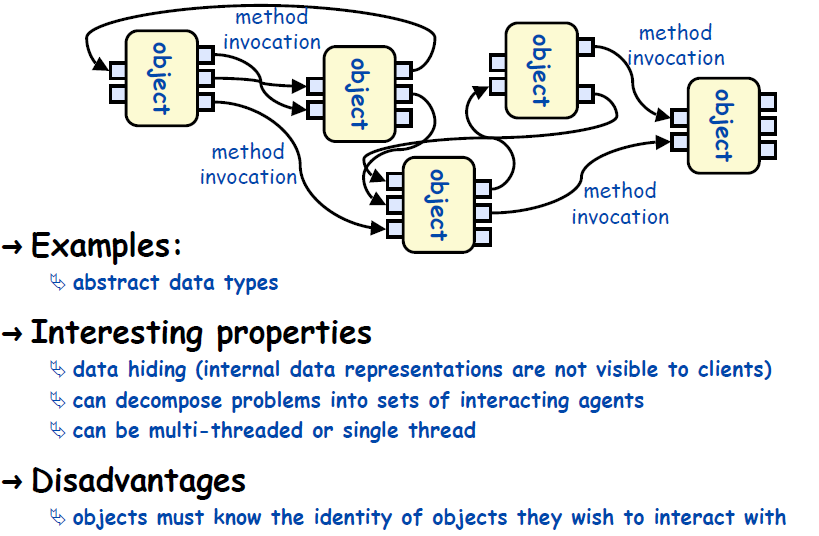 method
invocation
object
object
object
method
invocation
object
method
invocation
object
method
invocation
→ Examples:
abstract data types
→ Interesting properties
data hiding (internal data representations are not visible to clients)
can decompose problems into sets of interacting agents
can be multi-threaded or single thread
→ Disadvantages
objects must know the identity of objects they wish to interact with